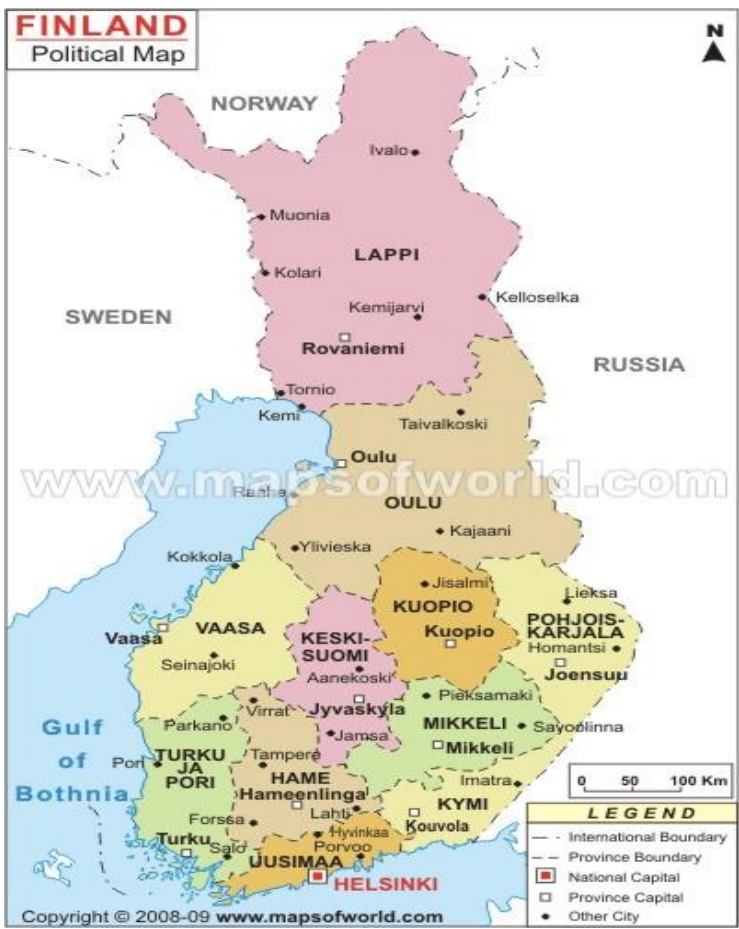 FINLAND
Political Map
N
NORWAY
Ivalo
Muonia
LAPPI
Kolari
Kelloselka
Kemijarvi
SWEDEN
Rovaniemi
RUSSIA
Tornio
Kemi
Taivalkoski
Oulu
www.mapsofworld.com
Raahe
OULU
Kajaani
Ylivieska
Kokkola
Jisalmi
Lieksa
KUOPIO
POHJOIS-
KARJALA
Vaasa
VAASA
KESKI-
SUOMI
Kuopio
Homantsi
Seinajoki
Aanekoski
Joensuu
Pieksamaki
Virrat
Jyvaskyla
Parkano
MIKKELI
Savoolinna
Gulf
of
Bothnia
Jamsa
Mikkeli
Pori
TURKU
JA
PORI
Tampere
HAME
Hameenlinga
Imatra
0 50 100 Km
KYMI
Lahti
Kouvola
LEGEND
Forssa
Hyvinkaa
Turku
Salo
Porvoo
UUSIMAA
HELSINKI
International Boundary
Province Boundary
National Capital
Province Capital
Other City
Copyright © 2008-09 www.mapsofworld.com